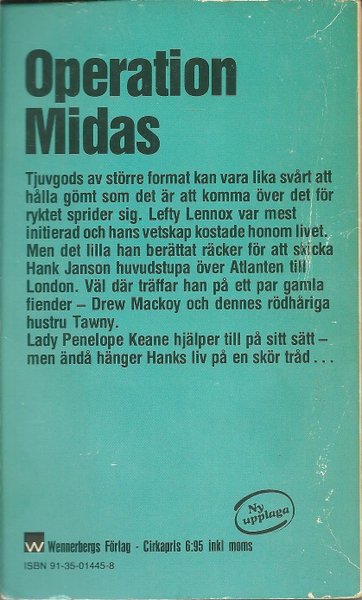 Operation
Midas
Tjuvgods av större format kan vara lika svårt att
hålla gömt som det är att komma över det för
ryktet sprider sig. Lefty Lennox var mest
initierad och hans vetskap kostade honom livet.
Men det lilla han berättat räcker för att skicka
Hank Janson huvudstupa över Atlanten till
London. Väl där träffar han på ett par gamla
fiender – Drew Mackoy och dennes rödhåriga
hustru Tawny.
Lady Penelope Keane hjälper till på sitt sätt –
men ändå hänger Hanks liv på en skör tråd . . .
Ny
upplaga
W Wennerbergs Förlag · Cirkapris 6:95 inkl moms
ISBN 91-35-01445-8